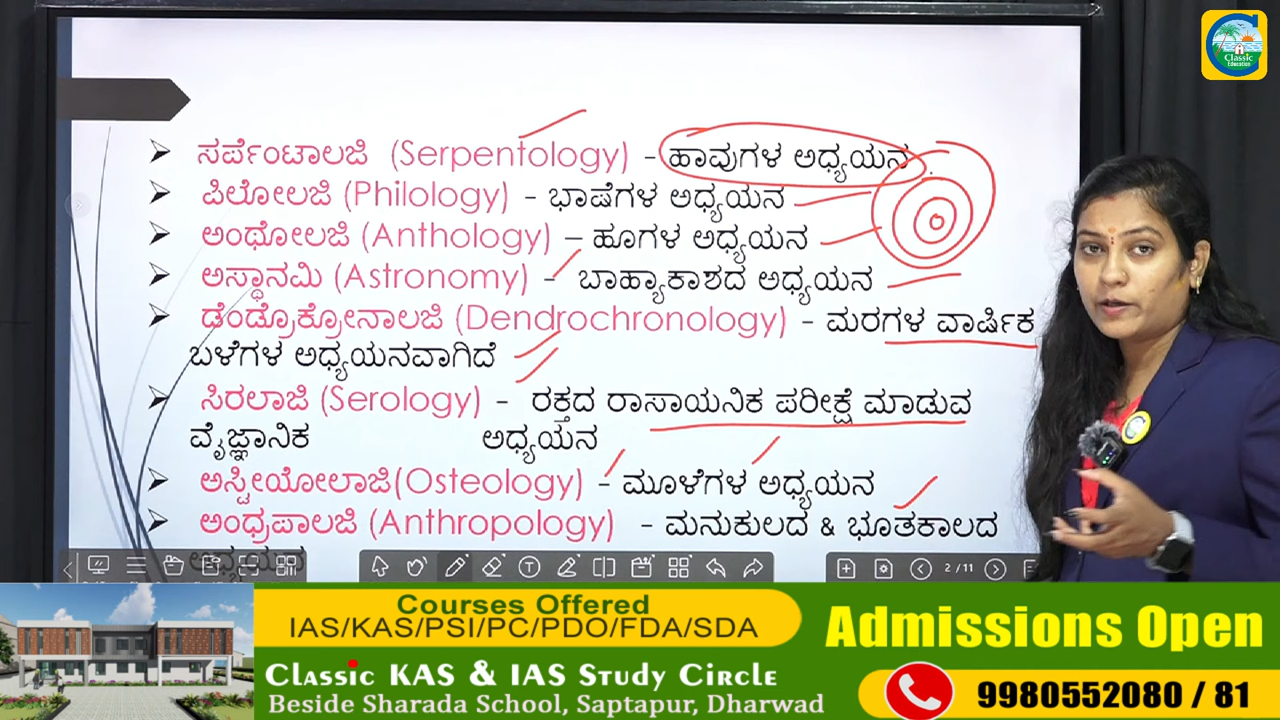 Classic
Education
ಸರ್ಪೆಂಟಾಲಜಿ (Serpentology) - ಹಾವುಗಳ ಅಧ್ಯಯನ
ಪಿಲೋಲಜಿ (Philology) - ಭಾಷೆಗಳ ಅಧ್ಯಯನ
ಅಂಥೋಲಜಿ (Anthology) – ಹೂಗಳ ಅಧ್ಯಯನ
ಅಸ್ಥಾನಮಿ (Astronomy) - ಬಾಹ್ಯಾಕಾಶದ ಅಧ್ಯಯನ
ಡೆಂಡ್ರೊಕ್ರೋನಾಲಜಿ (Dendrochronology) - ಮರಗಳ ವಾರ್ಷಿಕ
ಬಳೆಗಳ ಅಧ್ಯಯನವಾಗಿದೆ
ಸಿರಲಾಜಿ (Serology) - ರಕ್ತದ ರಾಸಾಯನಿಕ ಪರೀಕ್ಷೆ ಮಾಡುವ
ವೈಜ್ಞಾನಿಕ ಅಧ್ಯಯನ
ಅಸ್ಟೀಯೋಲಾಜಿ(Osteology) - ಮೂಳೆಗಳ ಅಧ್ಯಯನ
ಅಂಧ್ರಪಾಲಜಿ (Anthropology) - ಮನುಕುಲದ & ಭೂತಕಾಲದ
ಅಧ್ಯಯನ
2 /11
Courses Offered
IAS/KAS/PSI/PC/PDO/FDA/SDA
Classic KAS & IAS Study Circle
Beside Sharada School, Saptapur, Dharwad
Admissions Open
9980552080 / 81